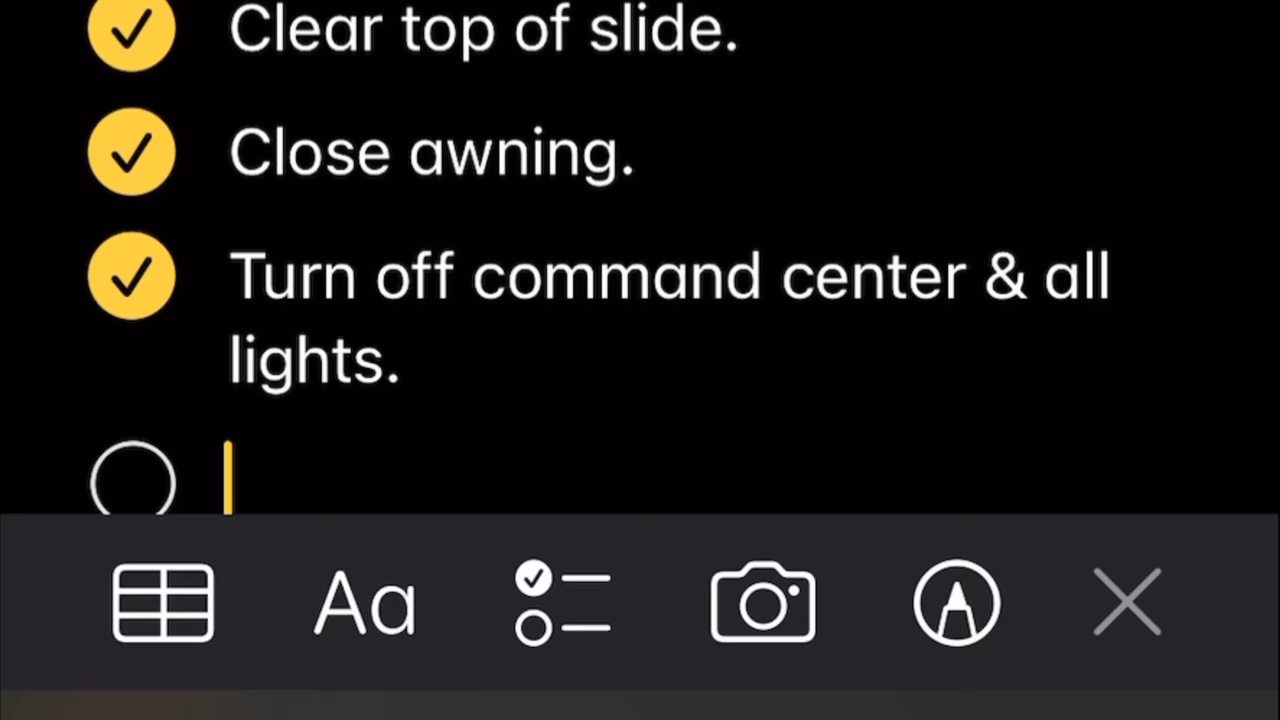 Clear top of slide.
Close awning.
Turn off command center & all
lights.
Aa